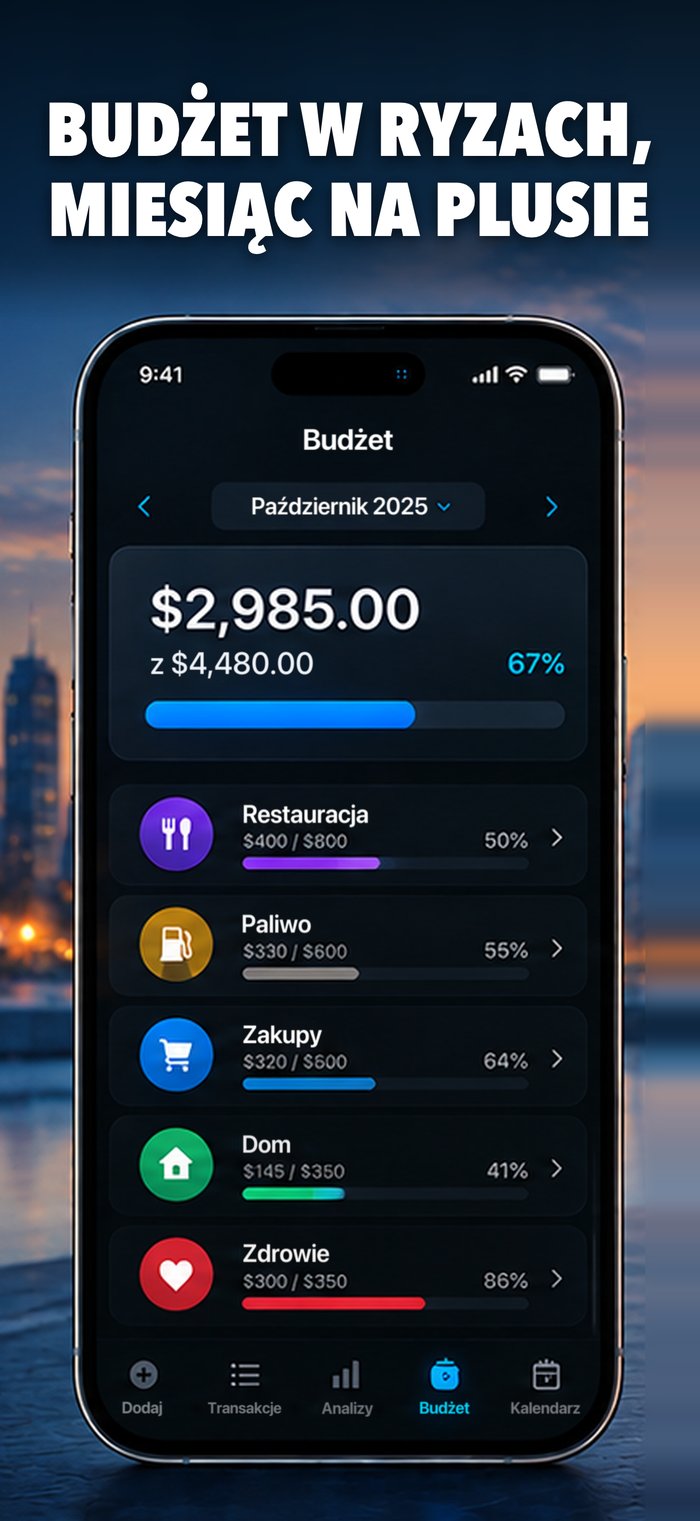 BUDŻET W RYZACH,
MIESIĄC NA PLUSIE
9:41
Budżet
Październik 2025
$2,985.00
z $4,480.00
67%
Restauracja
$400 / $800
50%
Paliwo
$330 / $600
55%
Zakupy
$320 / $600
64%
Dom
$145 / $350
41%
Zdrowie
$300 / $350
86%
Dodaj
Transakcje
Analizy
Budżet
Kalendarz